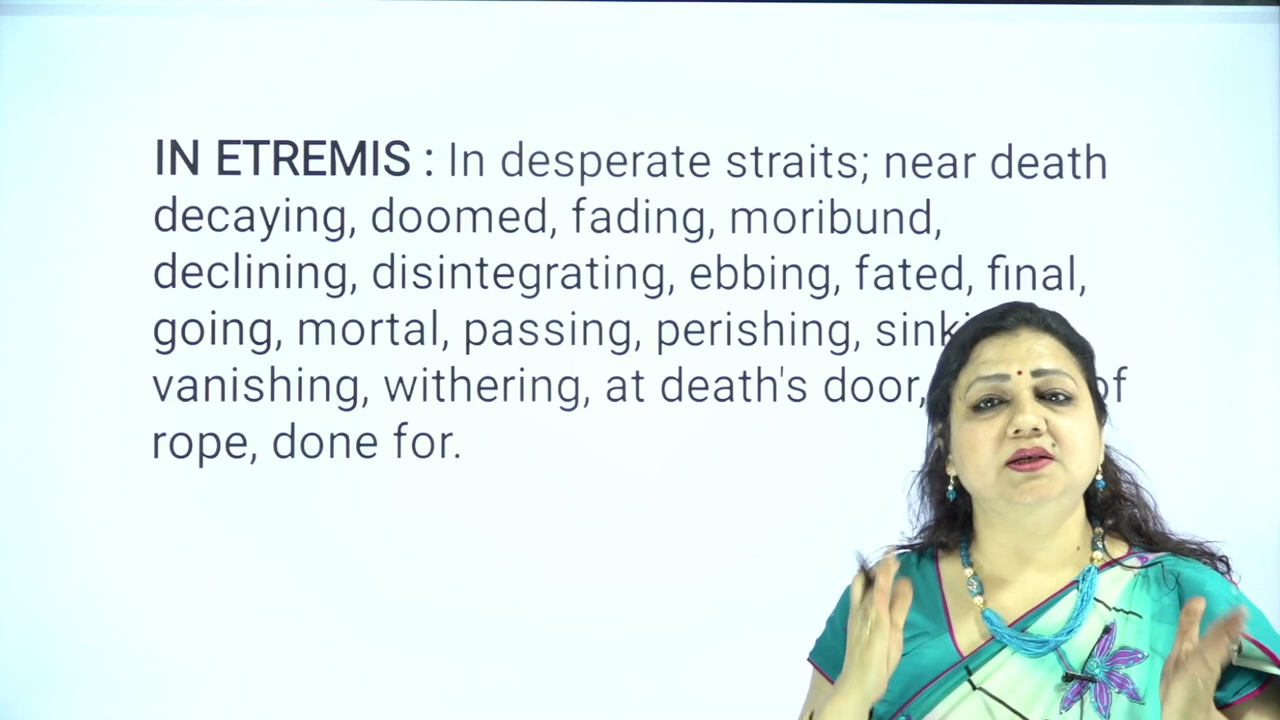 IN ETREMIS : In desperate straits; near death
decaying, doomed, fading, moribund,
declining, disintegrating, ebbing, fated, final,
going, mortal, passing, perishing,
vanishing, withering, at death's door, of
rope, done for.